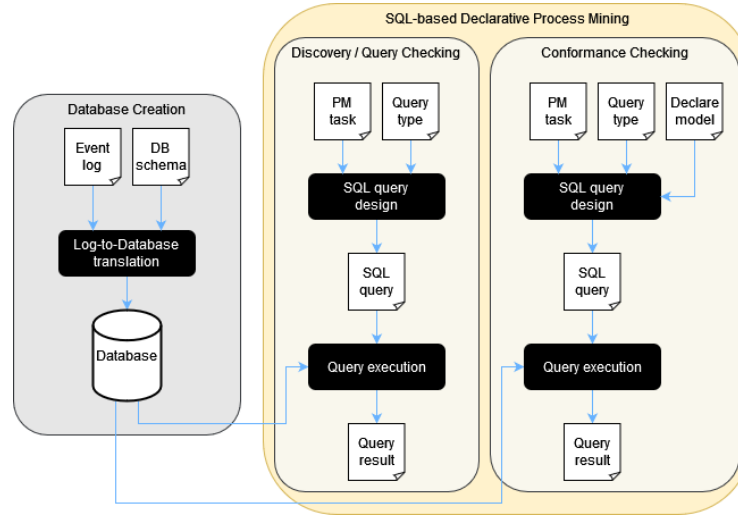 SQL-based Declarative Process Mining
Database Creation
Event
log
DB
schema
Log-to-Database
translation
Database
Discovery / Query Checking
PM
task
Query
type
SQL query
design
SQL
query
Query execution
Query
result
Conformance Checking
PM
task
Query
type
Declare
model
SQL query
design
SQL
query
Query execution
Query
result